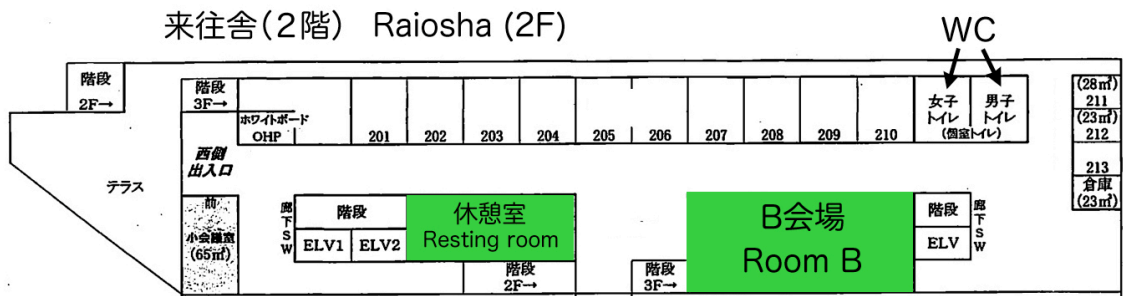 来往舎(2階) Raiosha (2F)
WC
階段
2F→
階段
3F→
ホワイトボード
OHP
201
202
203
204
205
206
207
208
209
210
女子
トイレ
男子
トイレ
(個室トイレ)
(28㎡)
211
(23㎡)
212
213
倉庫
(23㎡)
西側
出入口
テラス
小会議室
(65㎡)
廊下SW
階段
ELV1
ELV2
休憩室
Resting room
階段
2F→
階段
3F→
B会場
Room B
階段
ELV
廊下SW